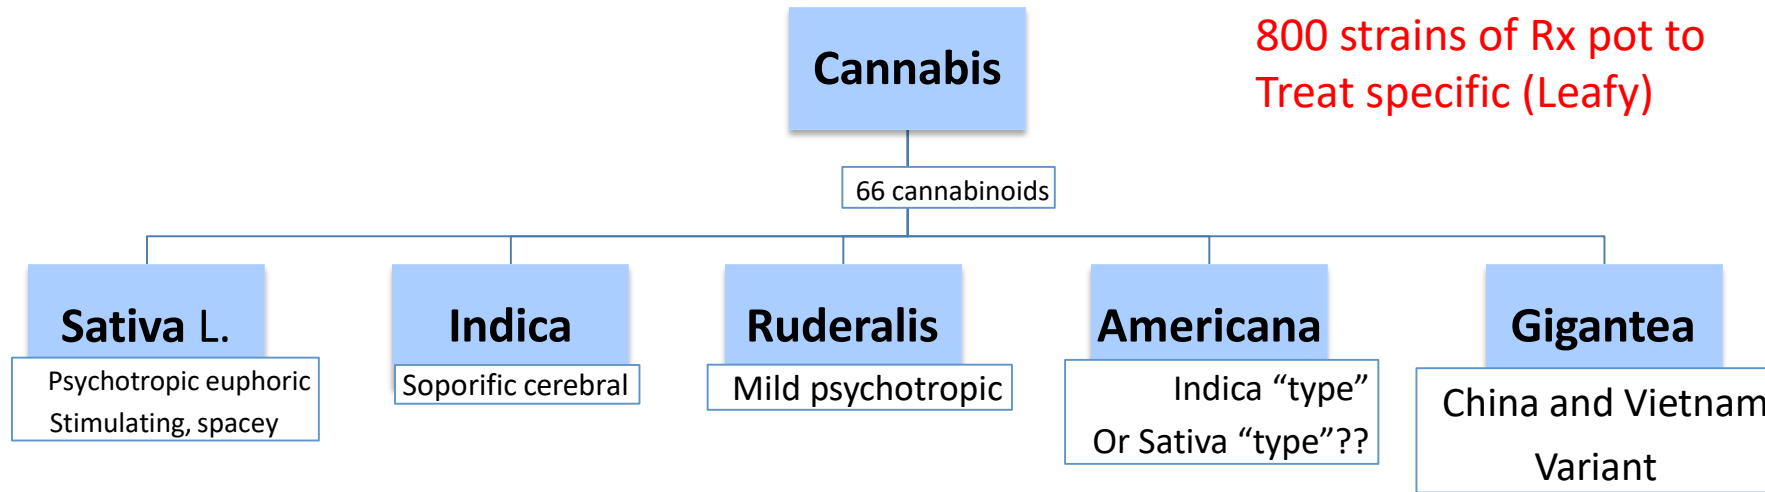 Cannabis
800 strains of Rx pot to
Treat specific (Leafy)
66 cannabinoids
Sativa L.
Psychotropic euphoric
Stimulating, spacey
Indica
Soporific cerebral
Ruderalis
Mild psychotropic
Americana
Indica “type”
Or Sativa “type”??
Gigantea
China and Vietnam
Variant